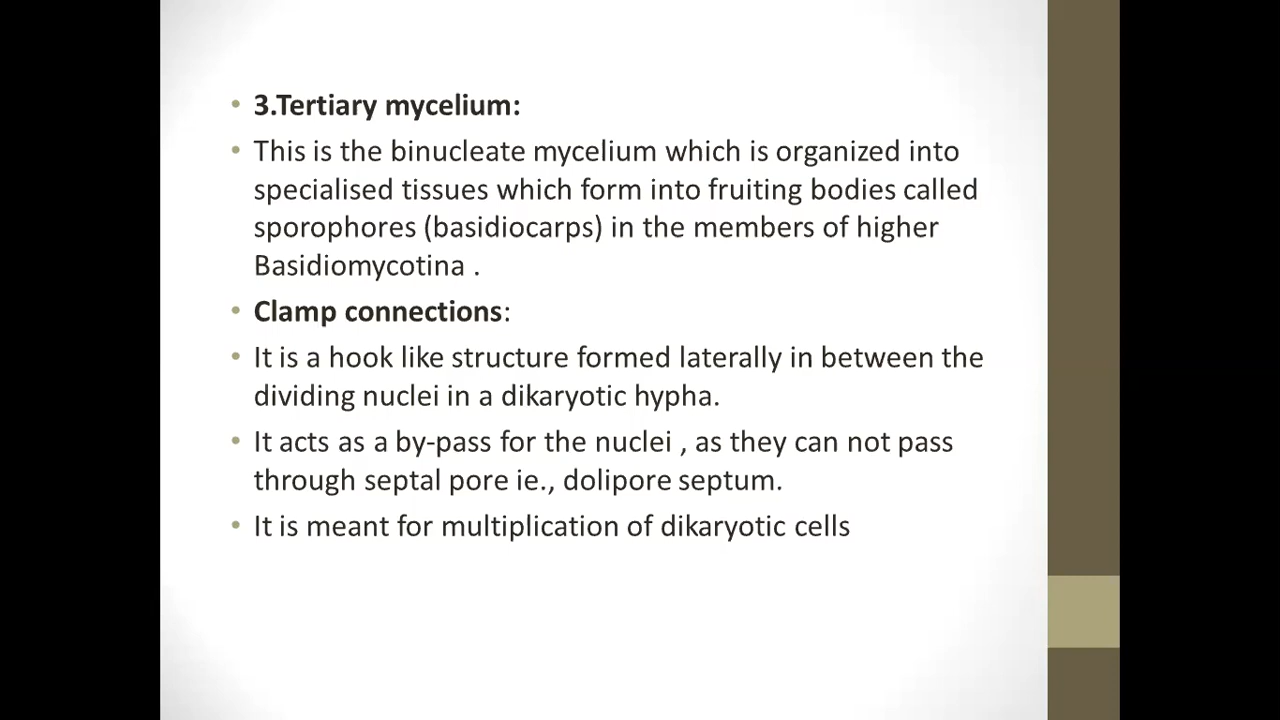 • 3.Tertiary mycelium:
• This is the binucleate mycelium which is organized into
specialised tissues which form into fruiting bodies called
sporophores (basidiocarps) in the members of higher
Basidiomycotina .
• Clamp connections:
• It is a hook like structure formed laterally in between the
dividing nuclei in a dikaryotic hypha.
• It acts as a by-pass for the nuclei , as they can not pass
through septal pore ie., dolipore septum.
• It is meant for multiplication of dikaryotic cells